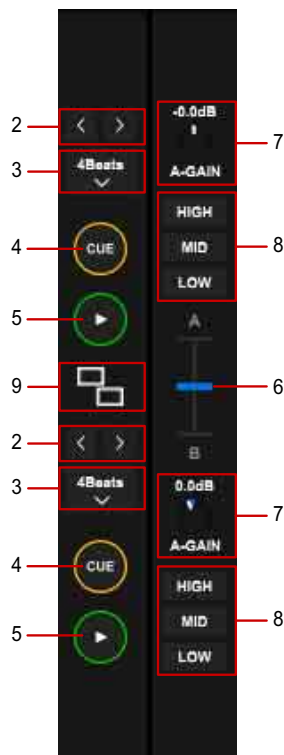 -0.0dB
2
< >
7
3
4Beats
A-GAIN
HIGH
4
CUE
MID
8
LOW
5
A
9
6
2
< >
B
3
4Beats
0.0dB
7
A-GAIN
4
CUE
HIGH
MID
8
5
LOW